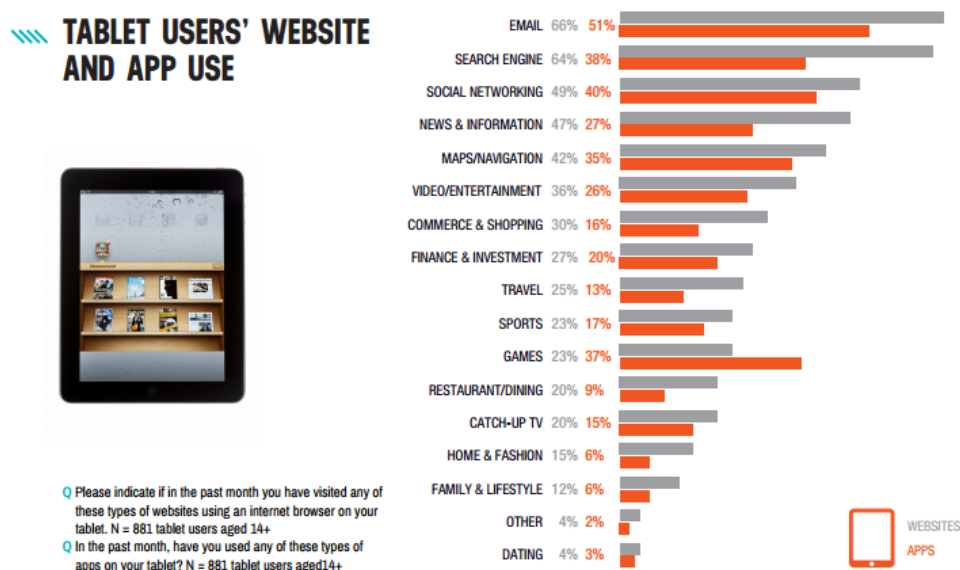 TABLET USERS' WEBSITE
AND APP USE
EMAIL 66% 51%
SEARCH ENGINE 64% 38%
SOCIAL NETWORKING 49% 40%
NEWS & INFORMATION 47% 27%
MAPS/NAVIGATION 42% 35%
VIDEO/ENTERTAINMENT 36% 26%
COMMERCE & SHOPPING 30% 16%
FINANCE & INVESTMENT 27% 20%
TRAVEL 25% 13%
SPORTS 23% 17%
GAMES 23% 37%
RESTAURANT/DINING 20% 9%
CATCH-UP TV 20% 15%
HOME & FASHION 15% 6%
FAMILY & LIFESTYLE 12% 6%
OTHER 4% 2%
DATING 4% 3%
Q Please indicate if in the past month you have visited any of
these types of websites using an internet browser on your
tablet. N = 881 tablet users aged 14+
Q In the past month, have you used any of these types of
apps on your tablet? N = 881 tablet users aged14+
WEBSITES
APPS